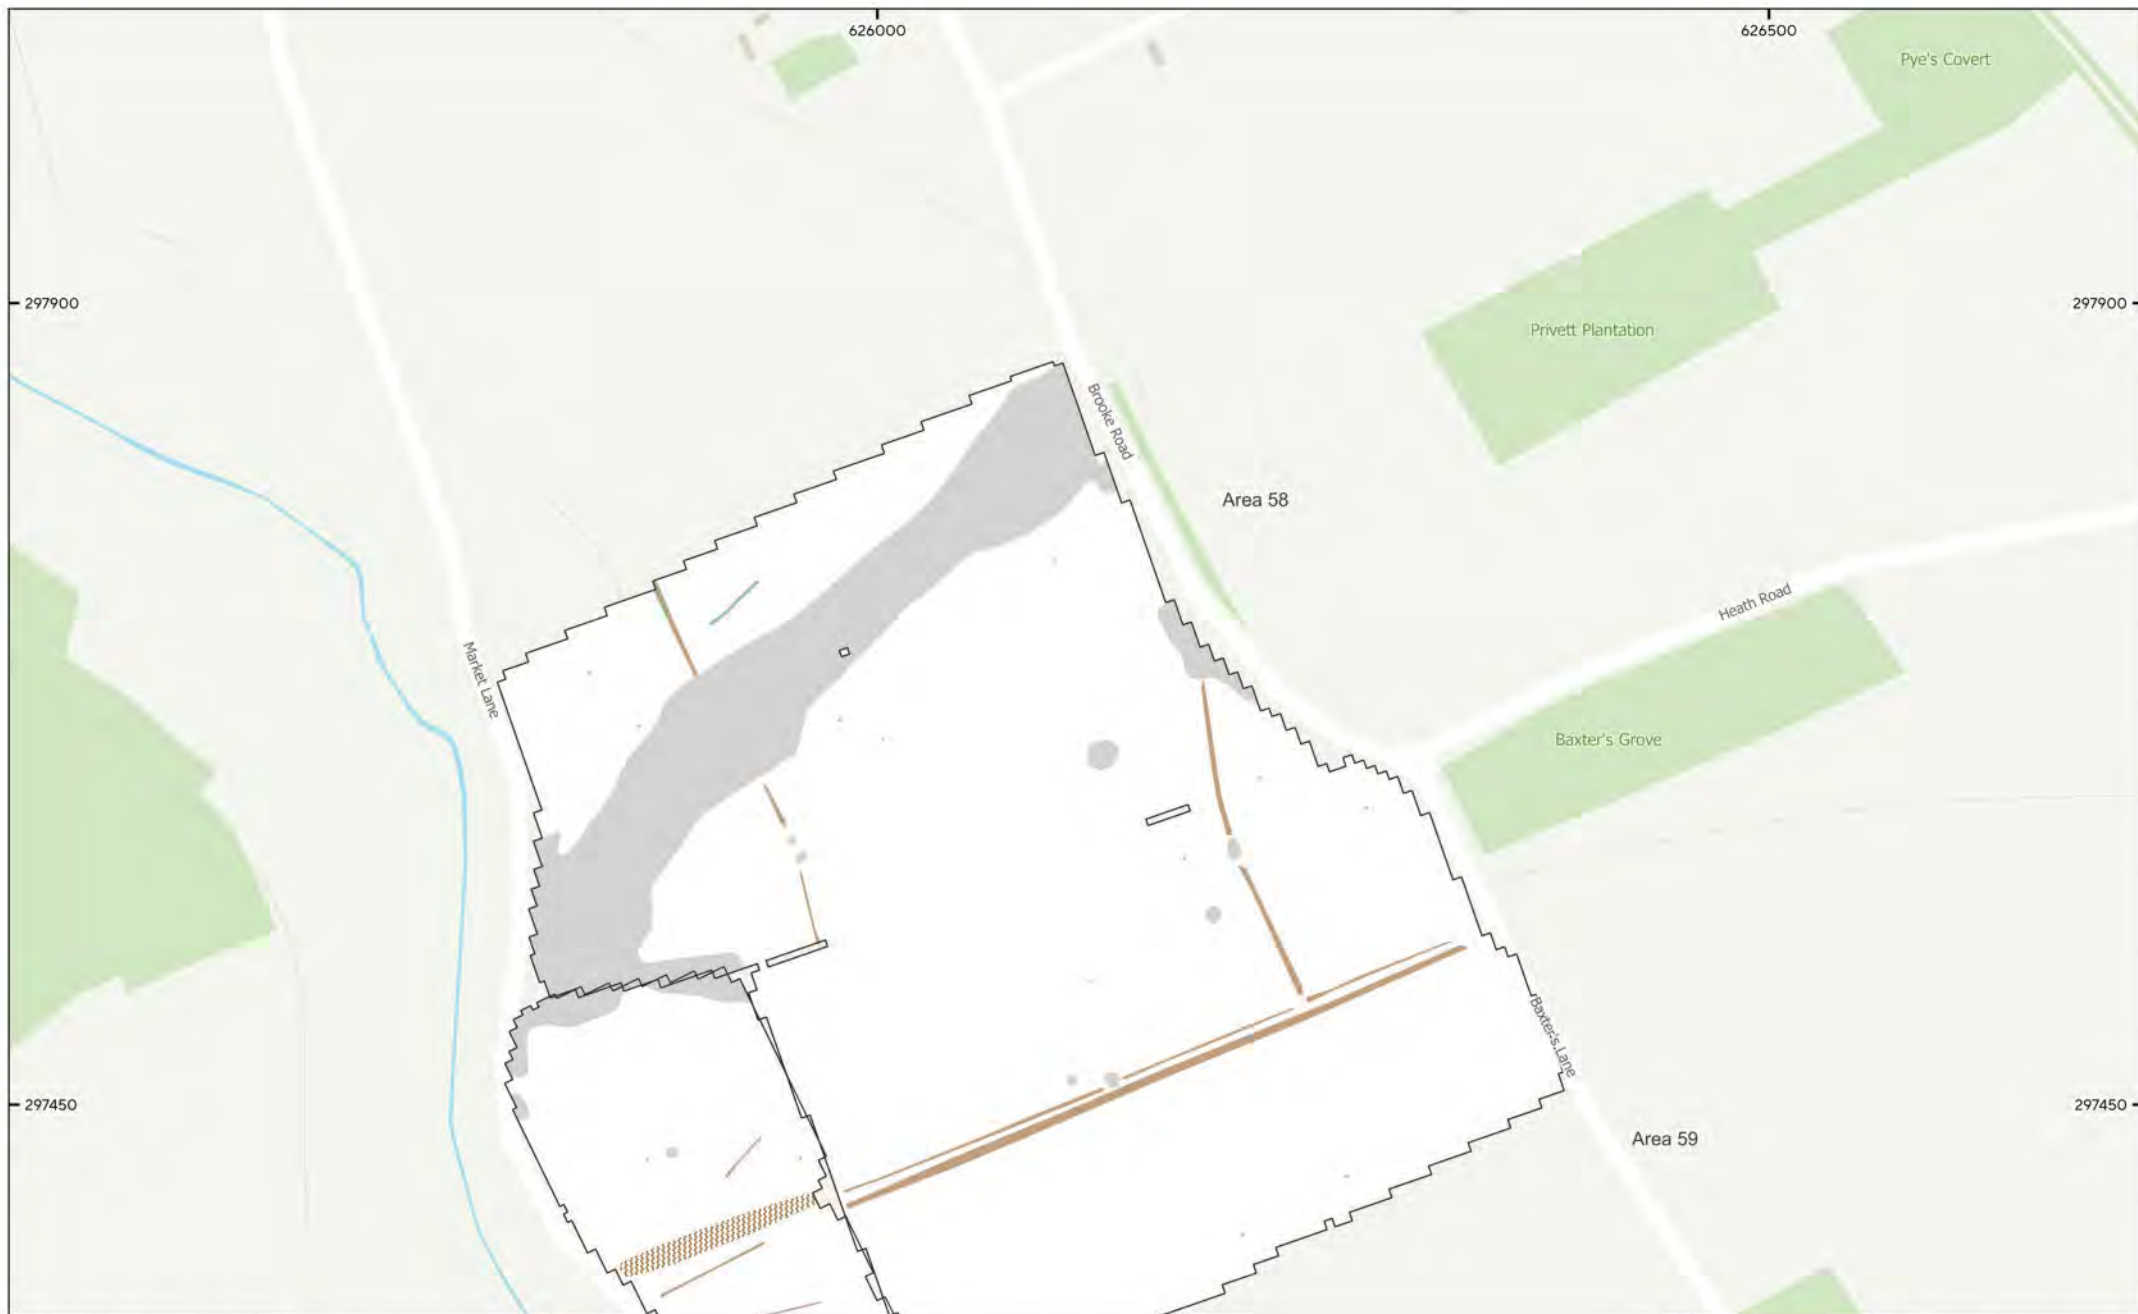 626000
626500
Pye's Covert
297900
297900
Privett Plantation
Brooke Road
Area 58
Heath Road
Market Lane
Baxter's Grove
Baxter's Lane
297450
297450
Area 59